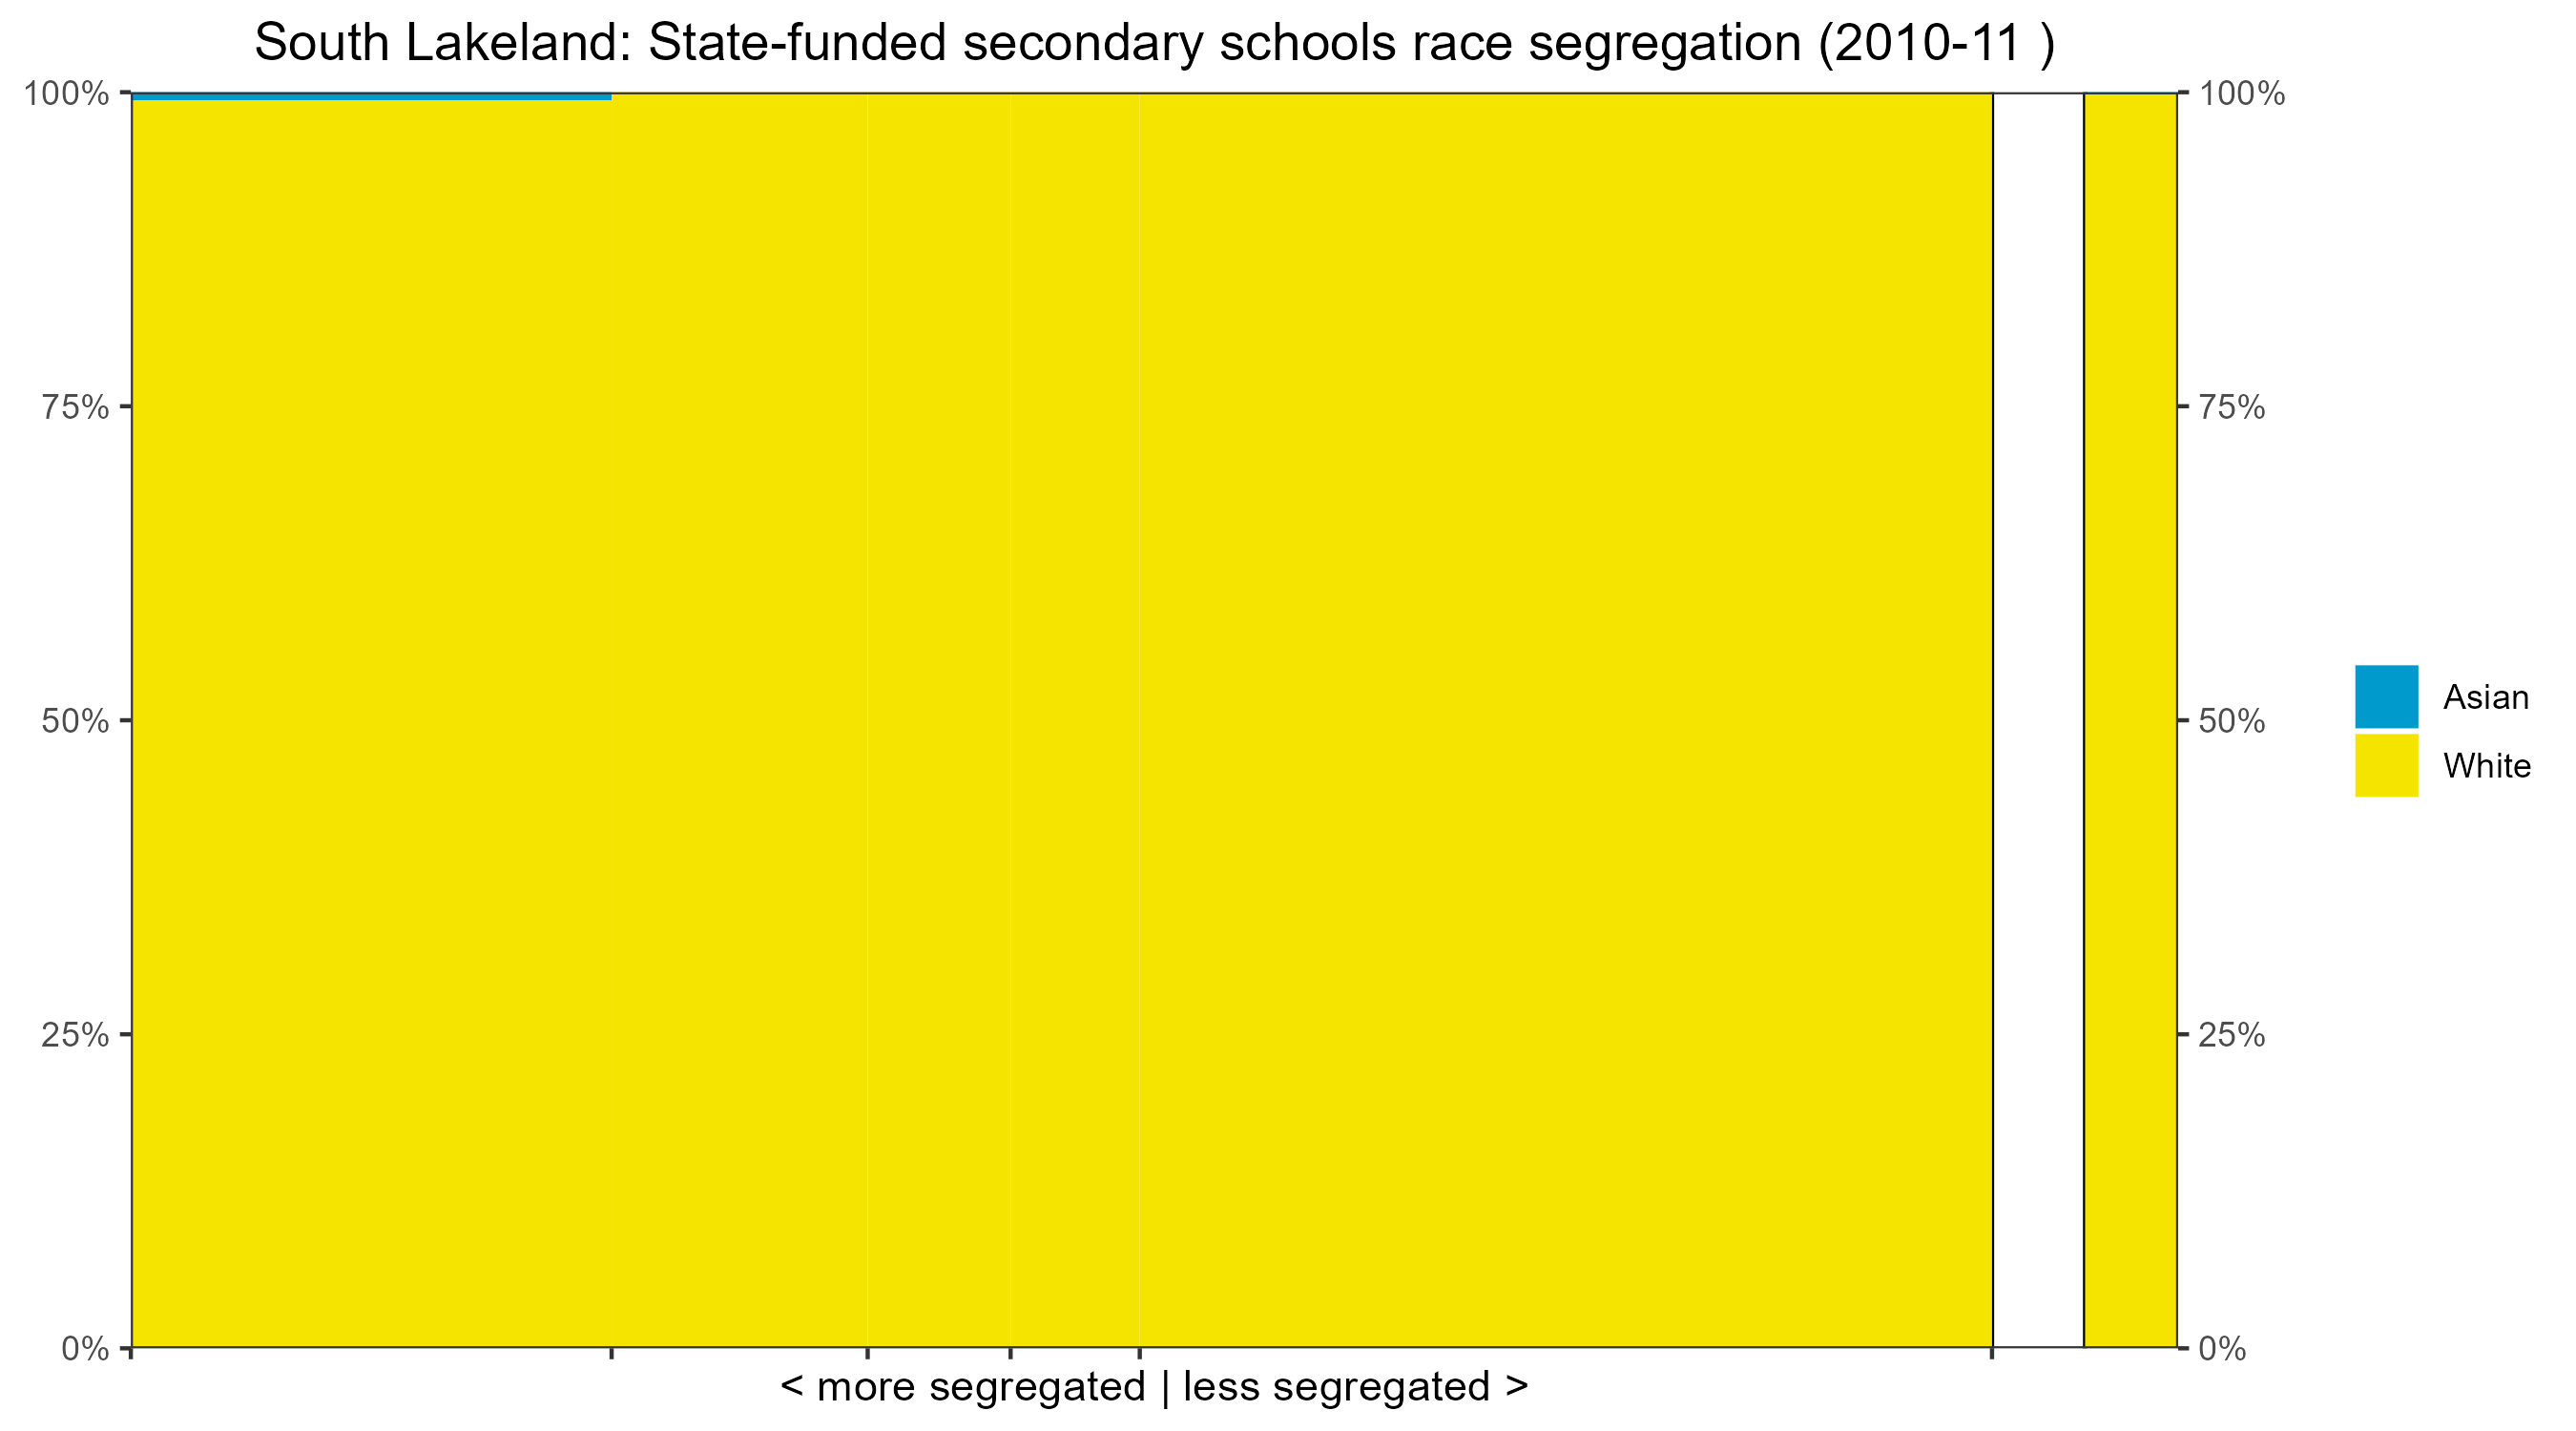 South Lakeland: State-funded secondary schools race segregation (2010-11 )
100%
75%
50%
25%
0%
100%
75%
50%
25%
0%
Asian
White
< more segregated | less segregated >